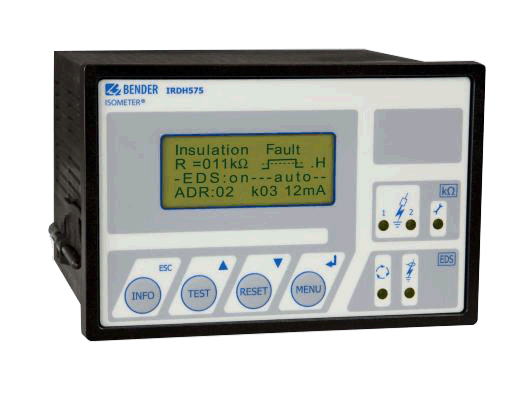 BENDER IRDH575
ISOMETER®
Insulation Fault
R =011kΩ .H
-EDS:on---auto--
ADR:02 k03 12mA
kΩ
1 2
EDS
ESC
INFO TEST RESET MENU